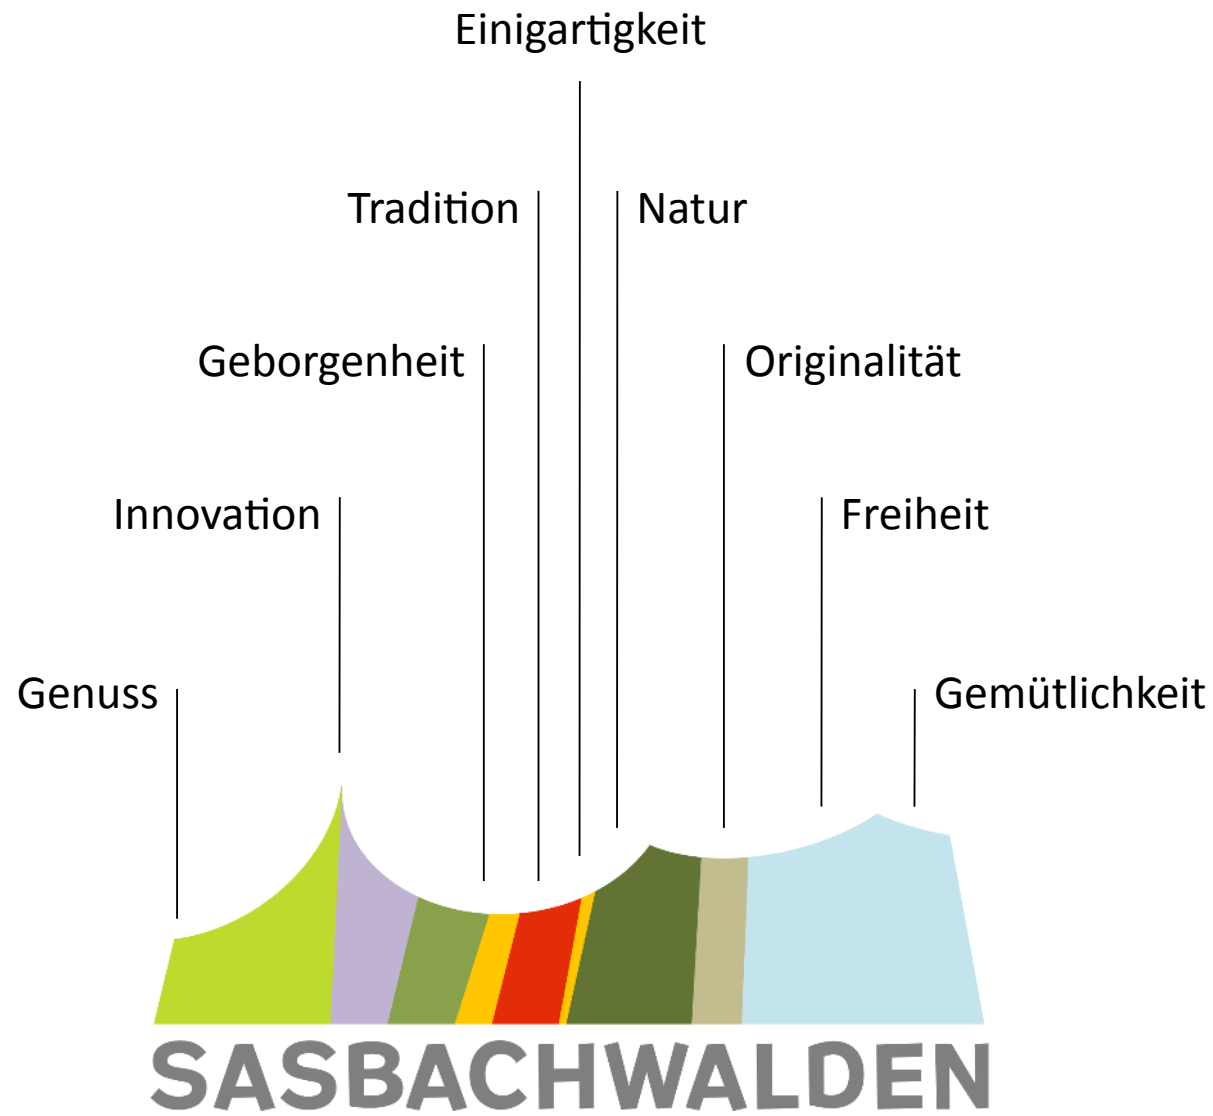 Einigartigkeit
Tradition
Natur
Geborgenheit
Originalität
Innovation
Freiheit
Genuss
Gemütlichkeit
SASBACHWALDEN